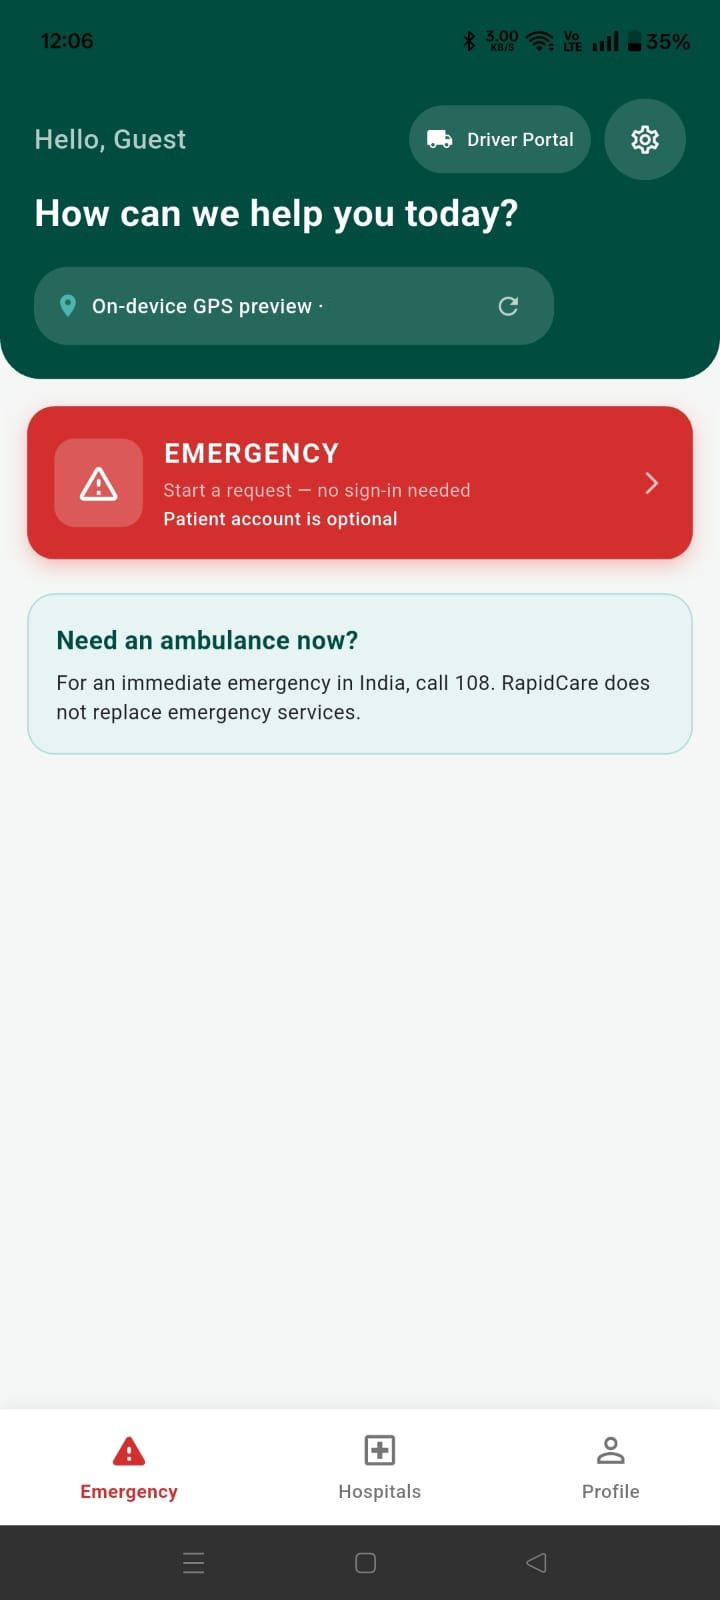 12:06
3.00
KB/S
Vo
LTE
35%
Hello, Guest
Driver Portal
How can we help you today?
On-device GPS preview ·
EMERGENCY
Start a request — no sign-in needed
Patient account is optional
Need an ambulance now?
For an immediate emergency in India, call 108. RapidCare does
not replace emergency services.
Emergency
Hospitals
Profile